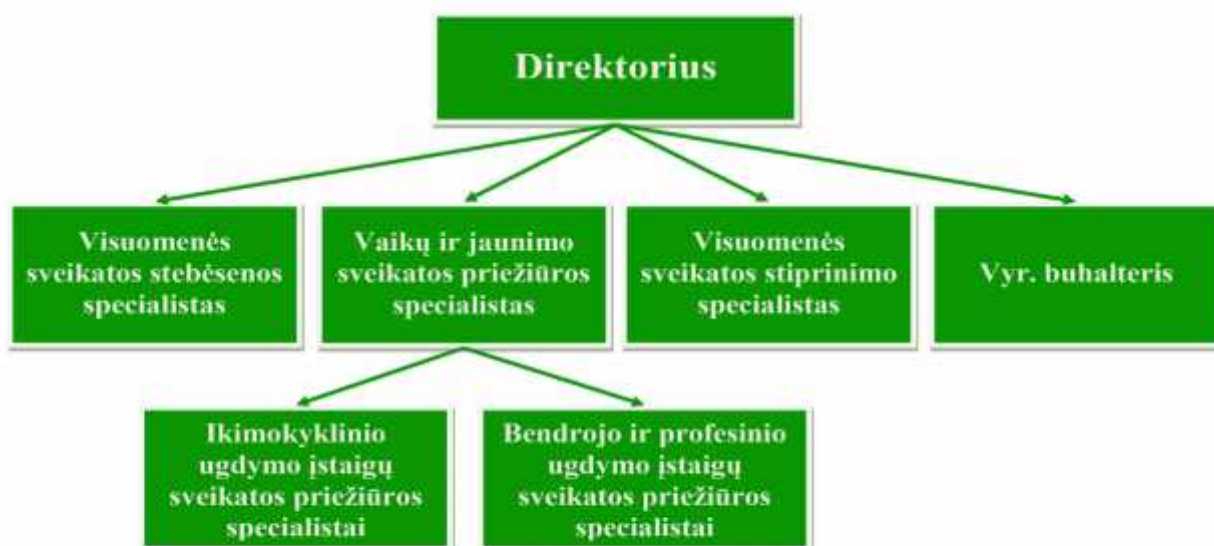 Direktorius
Visuomenės
sveikatos stebėsenos
specialistas
Vaikų ir jaunimo
sveikatos priežiūros
specialistas
Visuomenės
sveikatos stiprinimo
specialistas
Vyr. buhalteris
Ikimokyklinio
ugdymo įstaigų
sveikatos priežiūros
specialistai
Bendrojo ir profesinio
ugdymo įstaigų
sveikatos priežiūros
specialistai